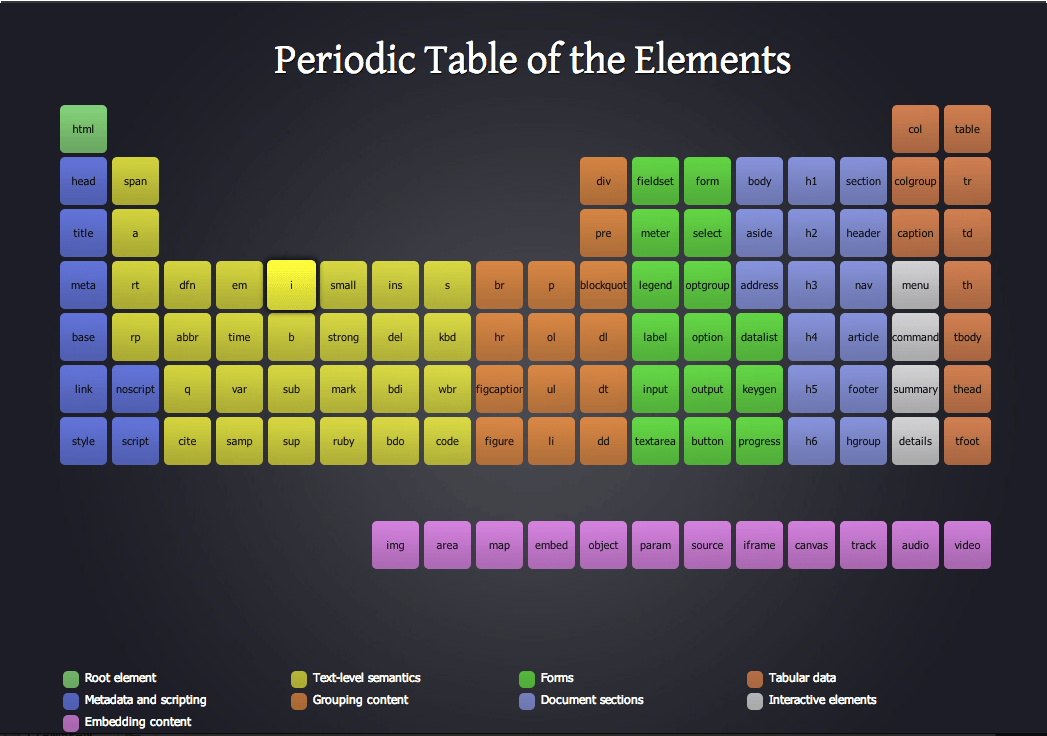 Periodic Table of the Elements
html col table
head span div fieldset form body h1 section colgroup tr
title a pre meter select aside h2 header caption td
meta rt dfn em i small ins s br p blockquot legend optgroup address h3 nav menu th
base rp abbr time b strong del kbd hr ol dl label option datalist h4 article command tbody
link noscript q var sub mark bdi wbr figcaption ul dt input output keygen h5 footer summary thead
style script cite samp sup ruby bdo code figure li dd textarea button progress h6 hgroup details tfoot
img area map embed object param source iframe canvas track audio video
Root element Text-level semantics Forms Tabular data
Metadata and scripting Grouping content Document sections Interactive elements
Embedding content